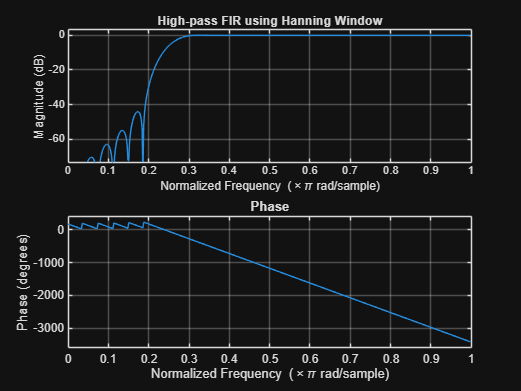 High-pass FIR using Hanning Window
Magnitude (dB)
0
-20
-40
-60
0 0.1 0.2 0.3 0.4 0.5 0.6 0.7 0.8 0.9 1
Normalized Frequency (×π rad/sample)
Phase
Phase (degrees)
0
-1000
-2000
-3000
0 0.1 0.2 0.3 0.4 0.5 0.6 0.7 0.8 0.9 1
Normalized Frequency (×π rad/sample)